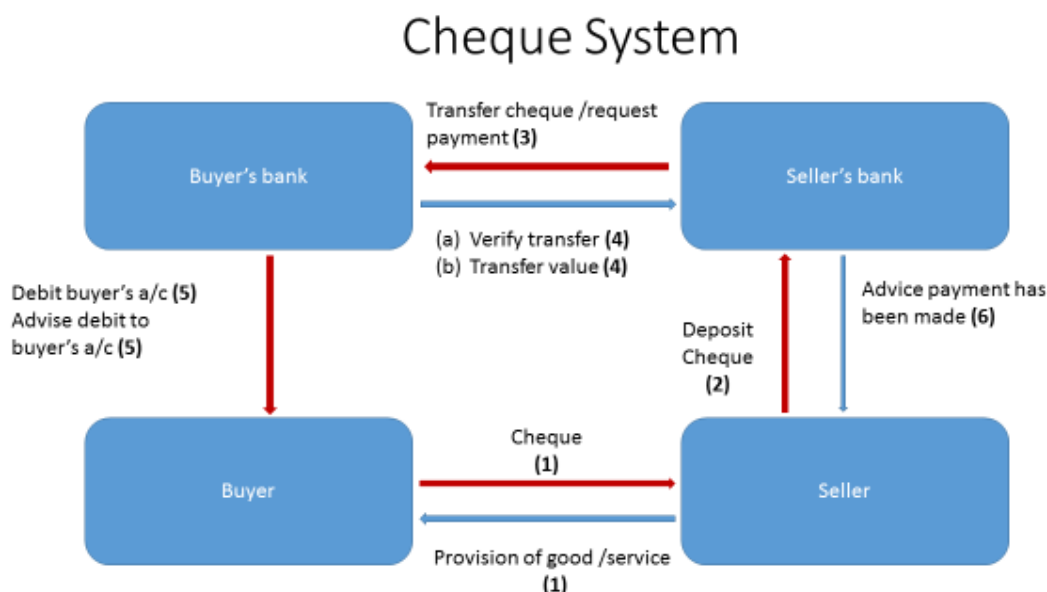 Cheque System
Transfer cheque /request
payment (3)
Buyer's bank
Seller's bank
(a) Verify transfer (4)
(b) Transfer value (4)
Debit buyer's a/c (5)
Advise debit to
buyer's a/c (5)
Advice payment has
been made (6)
Deposit
Cheque
(2)
Cheque
(1)
Buyer
Seller
Provision of good /service
(1)